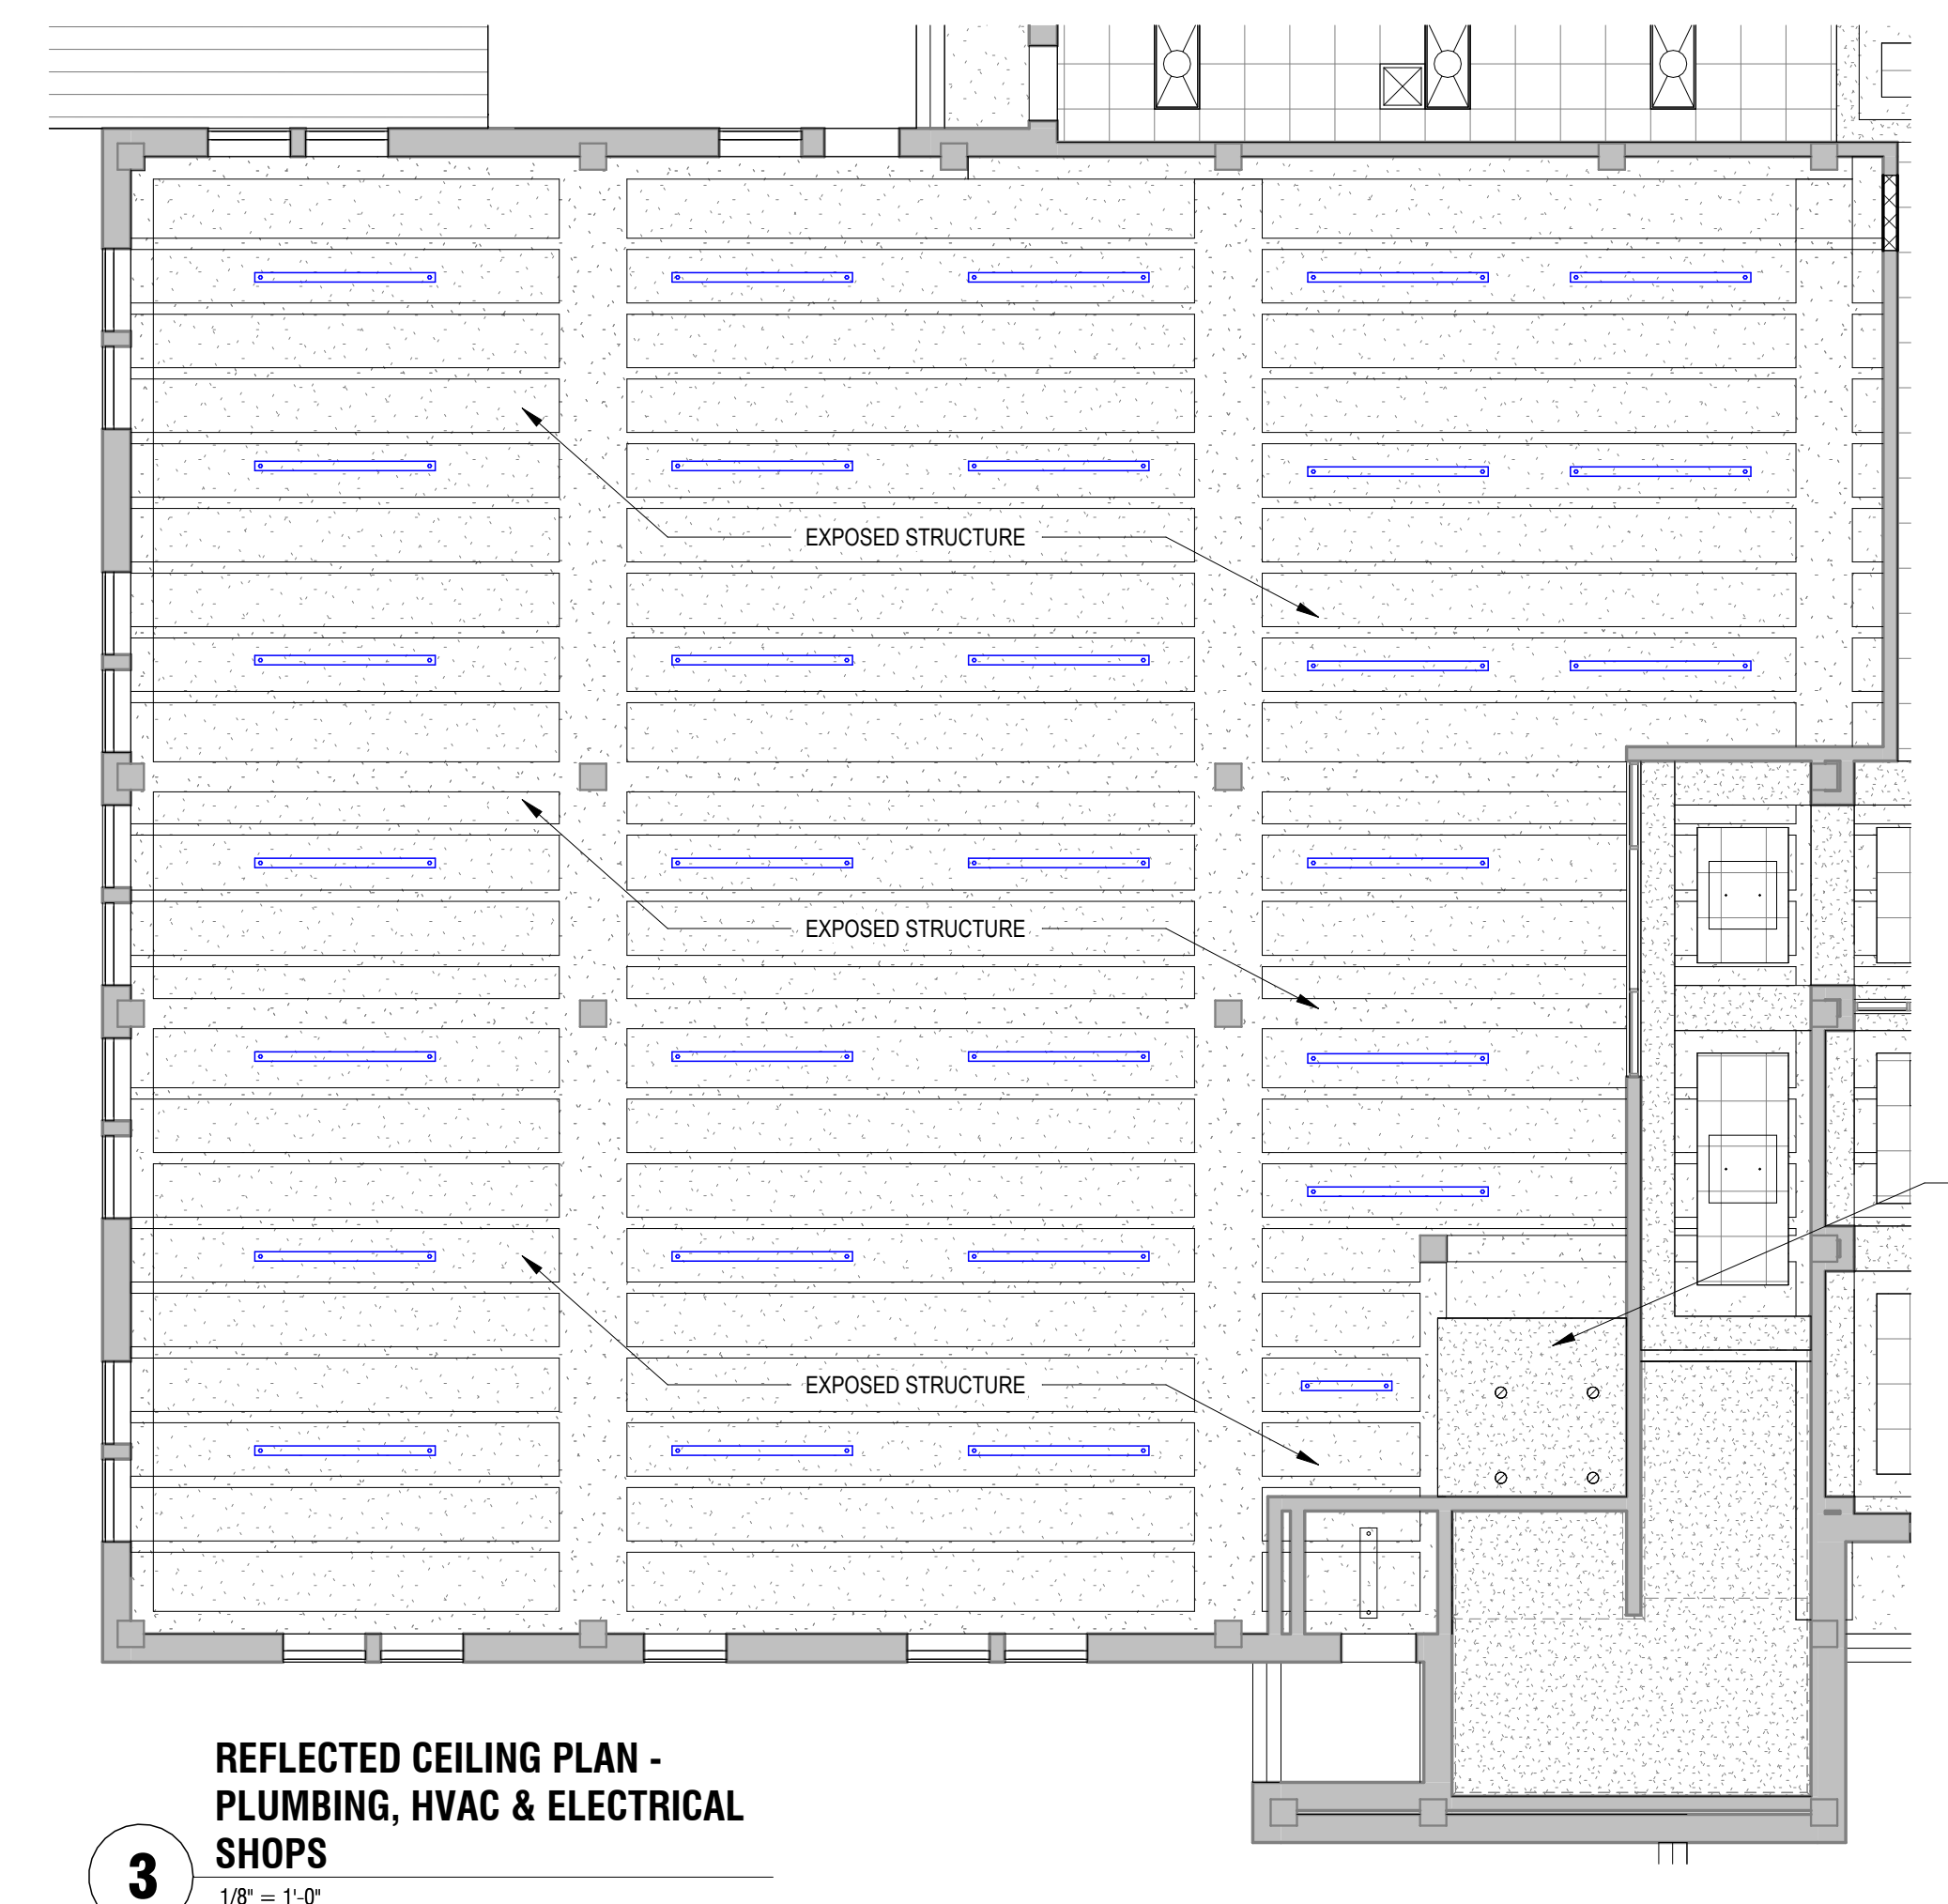 EXPOSED STRUCTURE
EXPOSED STRUCTURE
EXPOSED STRUCTURE
REFLECTED CEILING PLAN -
PLUMBING, HVAC & ELECTRICAL
SHOPS
3
1/8" = 1'-0"